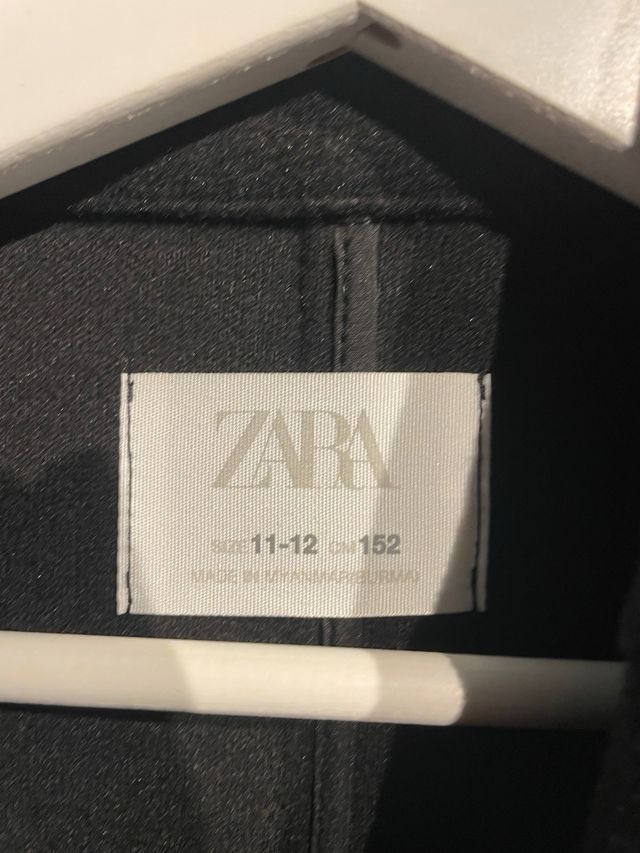 ZARA
SIZE 11-12 CM 152
MADE IN MYANMAR(BURMA)